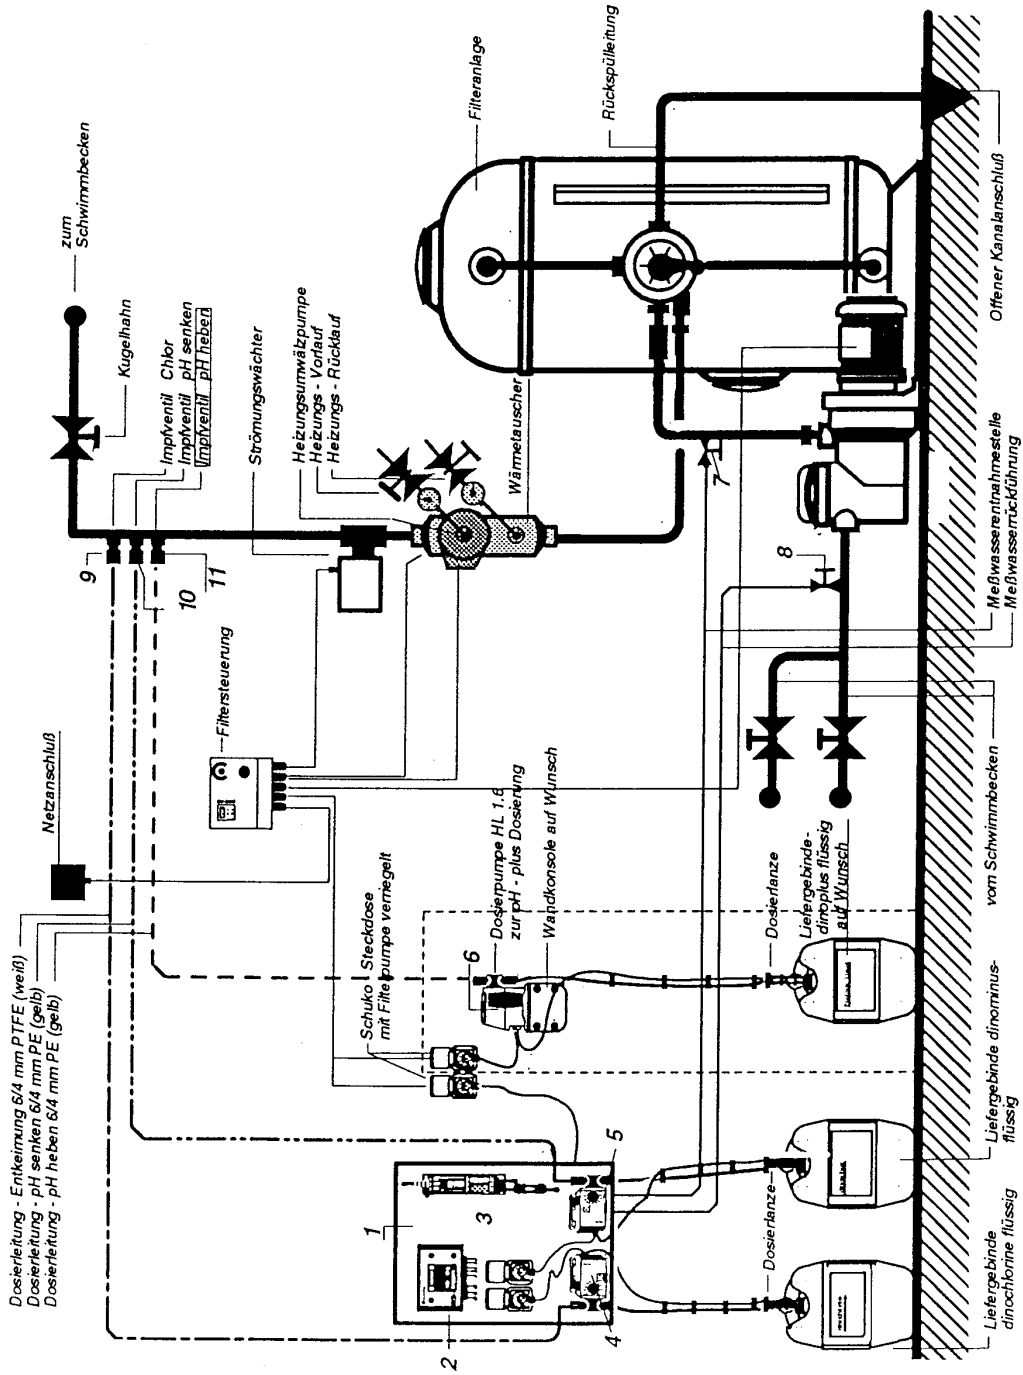 Dosierleitung - Entkeimung 6/4 mm PTFE (weiß)
Dosierleitung - pH senken 6/4 mm PE (gelb)
Dosierleitung - pH heben 6/4 mm PE (gelb)
Netzanschluß
zum
Schwimmbecken
Kugelhahn
9
10
11
Impfventil Chlor
Impfventil pH senken
Impfventil pH heben
Filtersteuerung
Strömungswächter
Heizungsumwälzpumpe
Heizungs - Vorlauf
Heizungs - Rücklauf
Wärmetauscher
Filteranlage
Rückspülleitung
Schuko Steckdose
mit Filterpumpe verriegelt
6
Dosierpumpe HL 1.6
zur pH - plus Dosierung
Wandkonsole auf Wunsch
1
2
3
4
5
7
8
Dosierlanze
Dosierlanze
Liefergebinde-
dinoplus flüssig
auf Wunsch
Liefergebinde
dinochlorine flüssig
Liefergebinde dinominus-
flüssig
vom Schwimmbecken
Meßwasserentnahmestelle
Meßwasserrückführung
Offener Kanalanschluß